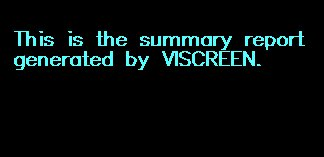 This is the summary report
generated by VISCREEN.